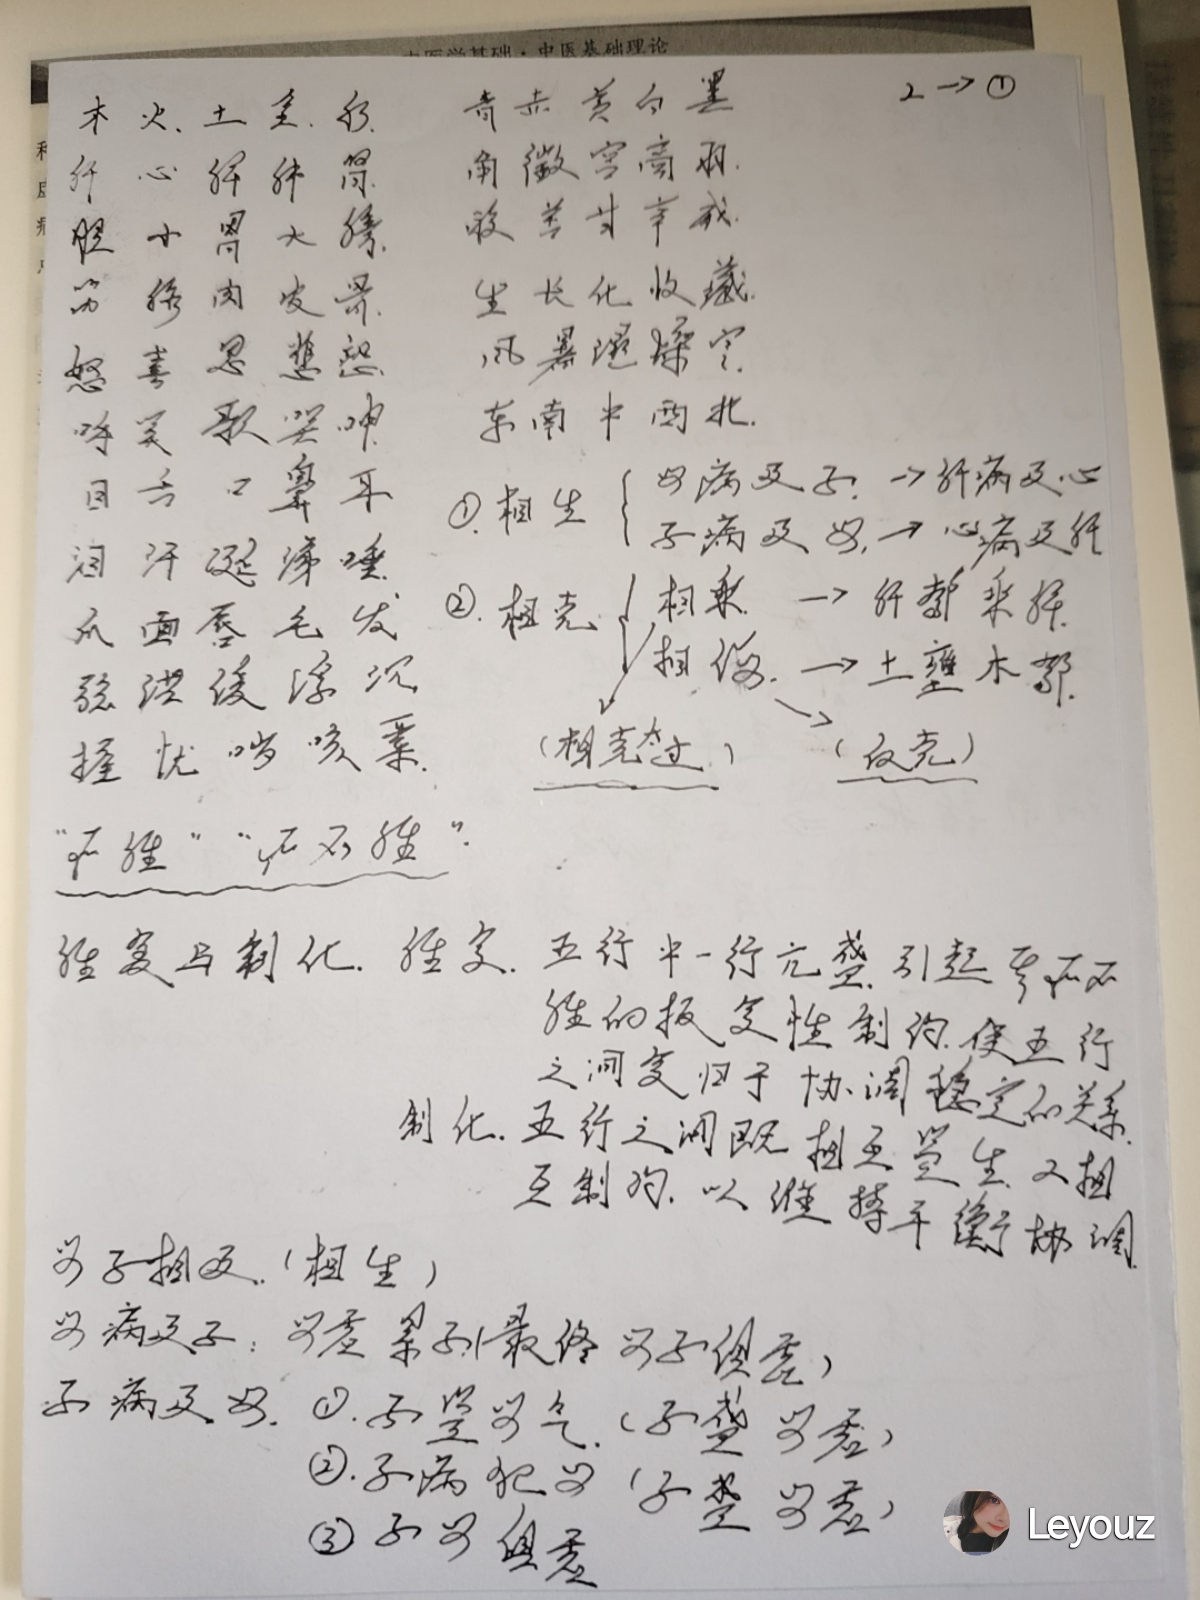 中医学基础·中医基础理论
2→①
木火.土金.水.
肝心脾肺肾.
胆小胃大膀.
筋肠肉皮骨.
怒喜思悲恐.
呼笑歌哭呻.
目舌口鼻耳
泪汗涎涕唾.
爪面唇毛发
弦洪缓浮沉
握忧哕咳栗.
青赤黄白黑
角徵宫商羽.
酸苦甘辛咸.
生长化收藏.
风暑湿燥寒.
东南中西北.
①.相生 母病及子.→肝病及心
子病及母.→心病及肝
②.相克. 相乘.→肝郁乘脾.
相侮.→土壅木郁.
(相克太过) (反克)
“所胜”“所不胜”.
胜复与制化. 胜复. 五行中一行亢盛.引起其所不
胜的报复性制约.使五行
之间复归于协调稳定的关系.
制化.五行之间既相互资生.又相
互制约.以维持平衡协调.
母子相及.(相生)
母病及子:母虚累子(最终母子俱虚)
子病及母.①.子盗母气.(子盛母虚)
②.子病犯母(子盛母虚)
③子母俱虚
Leyouz